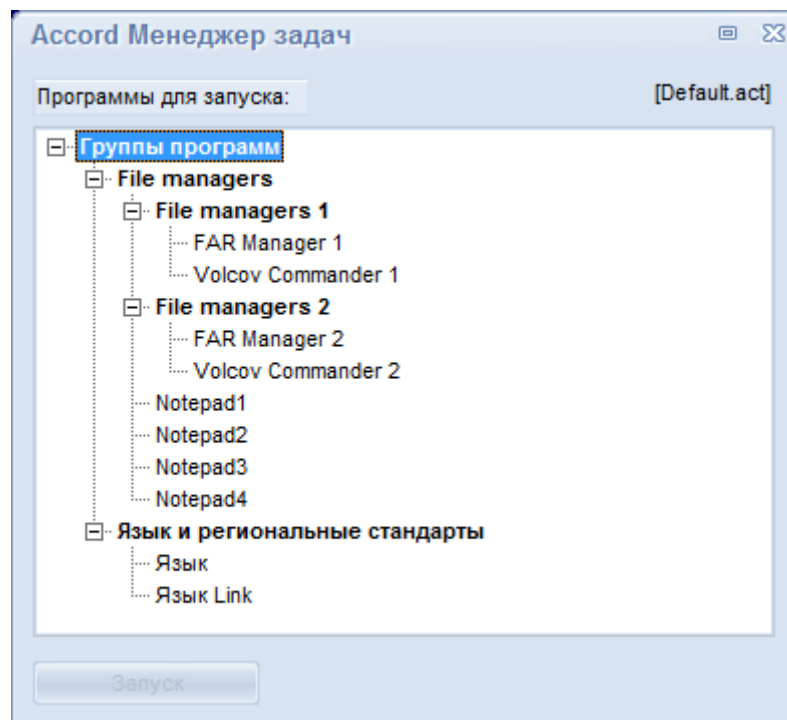 Accord Менеджер задач
Программы для запуска: [Default.act]
Группы программ
File managers
File managers 1
FAR Manager 1
Volcov Commander 1
File managers 2
FAR Manager 2
Volcov Commander 2
Notepad1
Notepad2
Notepad3
Notepad4
Язык и региональные стандарты
Язык
Язык Link
Запуск